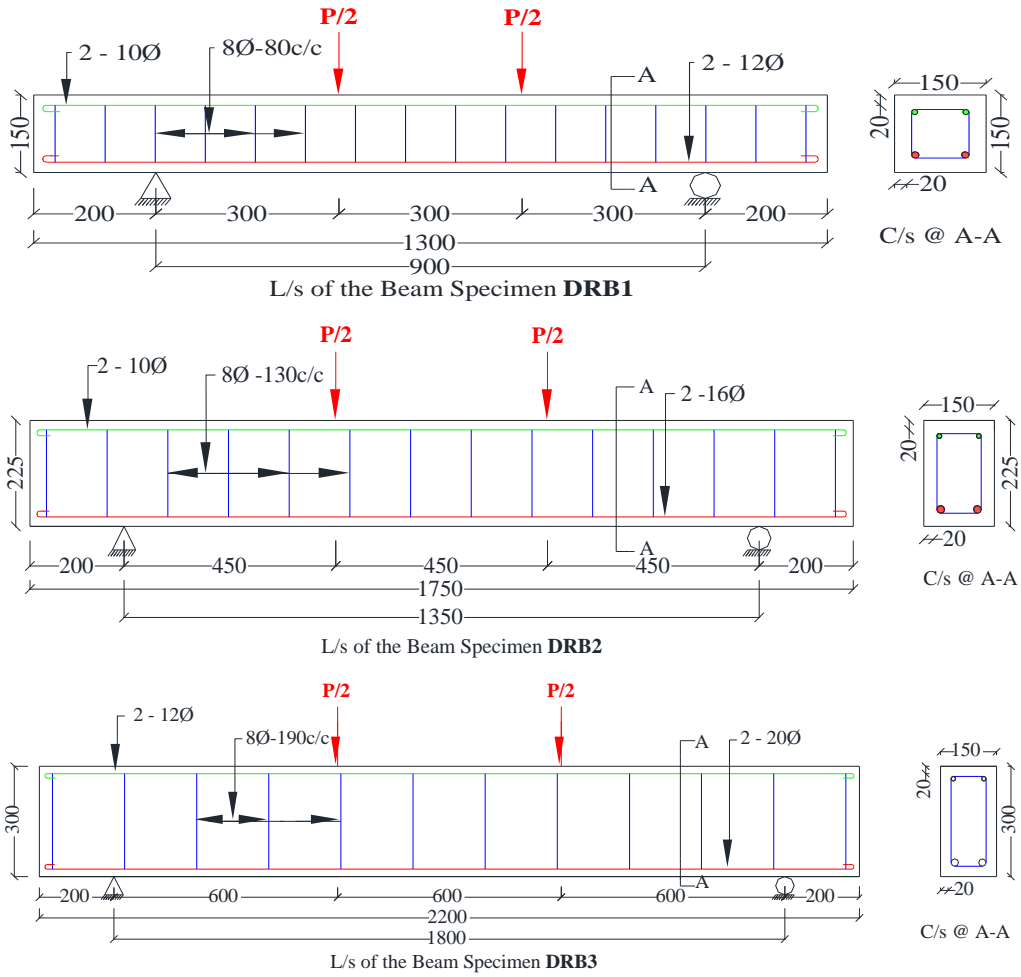 P/2 P/2
2 - 10Ø 8Ø-80c/c A 2 - 12Ø 150
150 20 150
A 20
200 300 300 300 200
C/s @ A-A
1300
900
L/s of the Beam Specimen DRB1
P/2 P/2
2 - 10Ø 8Ø -130c/c A 2 -16Ø 150
225 20 225
A 20
200 450 450 450 200
C/s @ A-A
1750
1350
L/s of the Beam Specimen DRB2
P/2 P/2
2 - 12Ø 8Ø-190c/c A 2 - 20Ø 150
300 20 300
A 20
200 600 600 600 200
2200
C/s @ A-A
1800
L/s of the Beam Specimen DRB3